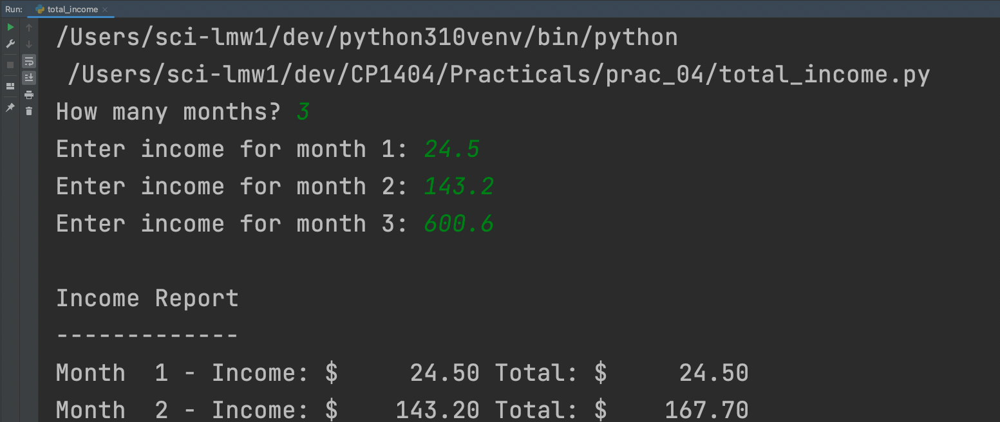 Run: total_income
/Users/sci-lmw1/dev/python310venv/bin/python
/Users/sci-lmw1/dev/CP1404/Practicals/prac_04/total_income.py
How many months? 3
Enter income for month 1: 24.5
Enter income for month 2: 143.2
Enter income for month 3: 600.6
Income Report
-------------
Month  1 - Income: $     24.50 Total: $     24.50
Month  2 - Income: $    143.20 Total: $    167.70